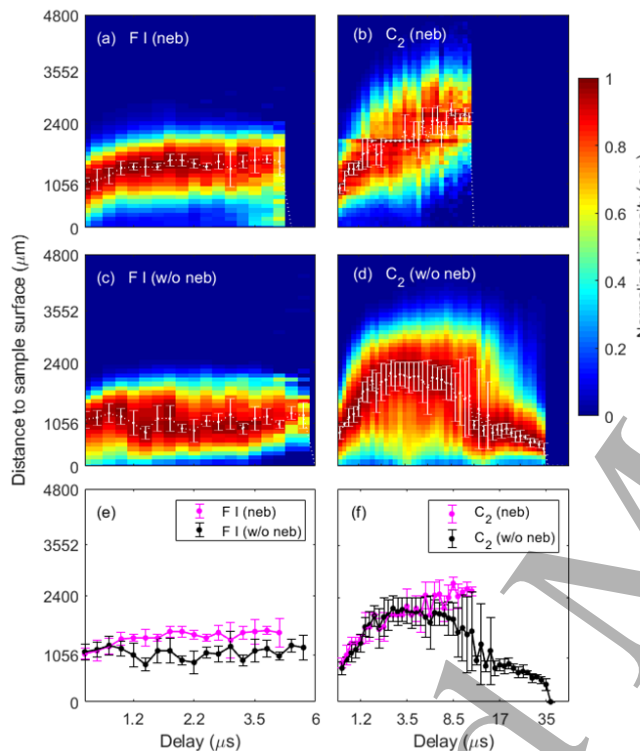 4800
3552
2400
1056
0
(a) F I (neb)
(b) C2 (neb)
1
0.8
0.6
0.4
0.2
0
Distance to sample surface (μm)
4800
3552
2400
1056
0
(c) F I (w/o neb)
(d) C2 (w/o neb)
4800
3552
2400
1056
0
(e)
F I (neb)
F I (w/o neb)
(f)
C2 (neb)
C2 (w/o neb)
1.2 2.2 3.5 6
1.2 3.5 8.5 17 35
Delay (μs)
Delay (μs)